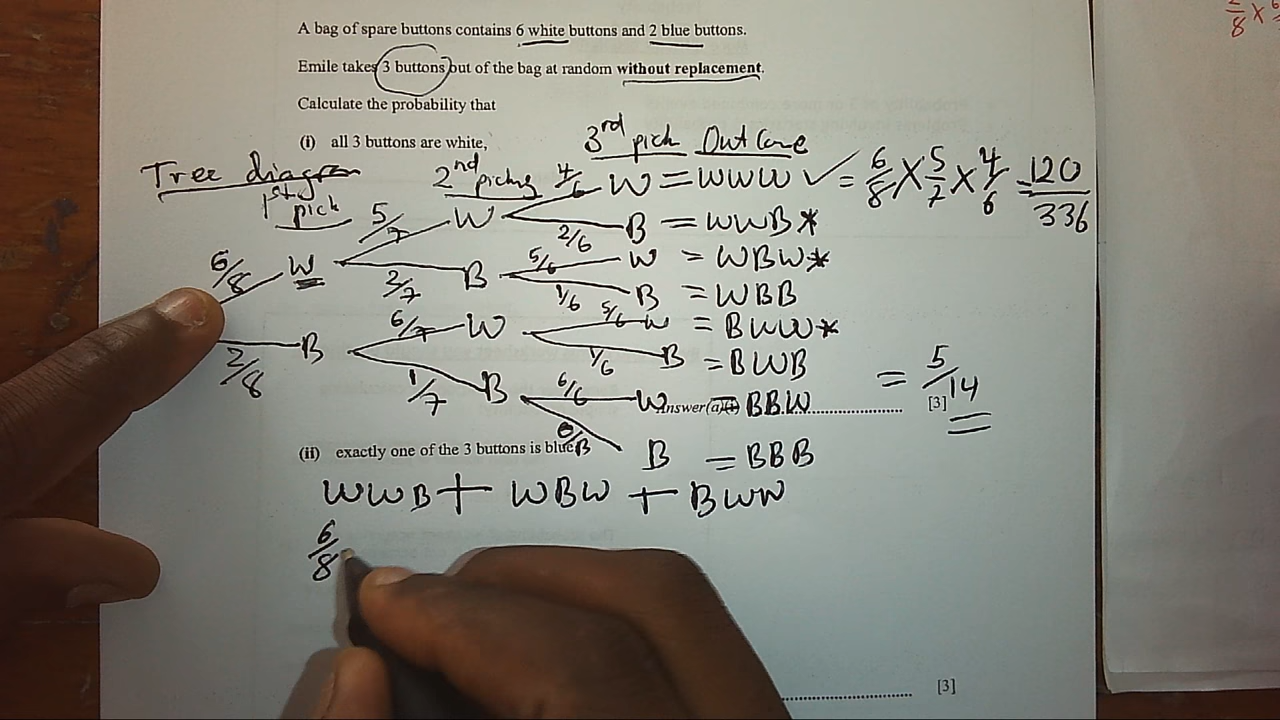 A bag of spare buttons contains 6 white buttons and 2 blue buttons.
Emile takes 3 buttons out of the bag at random without replacement.
Calculate the probability that
(i) all 3 buttons are white,
Tree diagram
1st pick
2nd picking
3rd pick Outcome
6/8 W
5/7 W
4/6 W = WWW ✓ = 6/8 × 5/7 × 4/6 = 120/336
2/6 B = WWB*
2/7 B
5/6 W = WBW*
1/6 B = WBB
2/8 B
6/7 W
5/6 W = BWW*
1/6 B = BWB
= 5/14
1/7 B
6/6 W Answer(a)(i) BBW [3]
0/6 B = BBB
(ii) exactly one of the 3 buttons is blue.
WWB + WBW + BWW
6/8
[3]
8